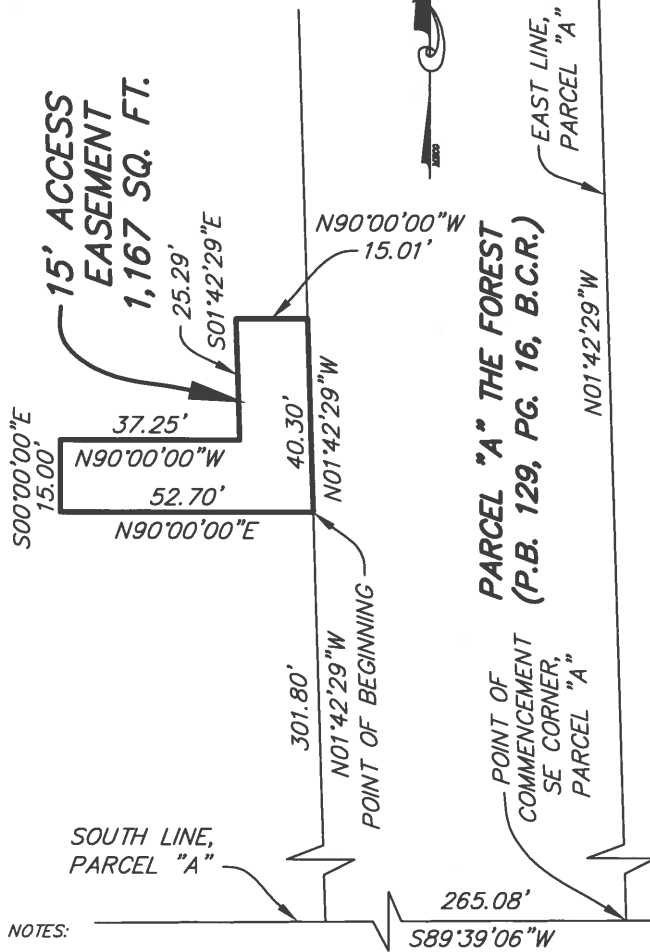 15' ACCESS
EASEMENT
1,167 SQ. FT.
25.29'
S01°42'29"E
N90°00'00"W
15.01'
S00°00'00"E
15.00'
37.25'
N90°00'00"W
52.70'
N90°00'00"E
40.30'
N01°42'29"W
EAST LINE,
PARCEL "A"
N01°42'29"W
PARCEL "A" THE FOREST
(P.B. 129, PG. 16, B.C.R.)
301.80'
N01°42'29"W
POINT OF BEGINNING
POINT OF
COMMENCEMENT
SE CORNER,
PARCEL "A"
SOUTH LINE,
PARCEL "A"
265.08'
S89°39'06"W
NOTES: